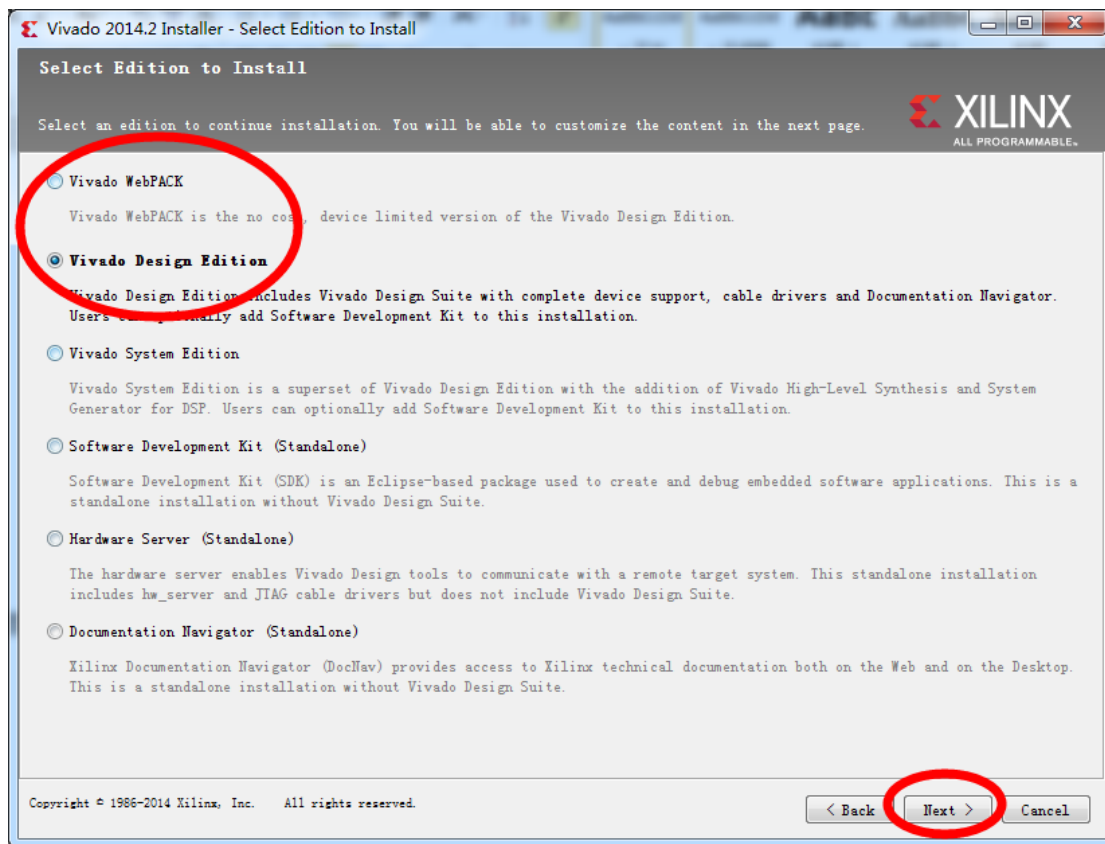 Vivado 2014.2 Installer - Select Edition to Install
Select Edition to Install
Select an edition to continue installation. You will be able to customize the content in the next page.
XILINX
ALL PROGRAMMABLE™
Vivado WebPACK
Vivado WebPACK is the no cost, device limited version of the Vivado Design Edition.
Vivado Design Edition
Vivado Design Edition includes Vivado Design Suite with complete device support, cable drivers and Documentation Navigator.
Users can optionally add Software Development Kit to this installation.
Vivado System Edition
Vivado System Edition is a superset of Vivado Design Edition with the addition of Vivado High-Level Synthesis and System
Generator for DSP. Users can optionally add Software Development Kit to this installation.
Software Development Kit (Standalone)
Software Development Kit (SDK) is an Eclipse-based package used to create and debug embedded software applications. This is a
standalone installation without Vivado Design Suite.
Hardware Server (Standalone)
The hardware server enables Vivado Design tools to communicate with a remote target system. This standalone installation
includes hw_server and JTAG cable drivers but does not include Vivado Design Suite.
Documentation Navigator (Standalone)
Xilinx Documentation Navigator (DocNav) provides access to Xilinx technical documentation both on the Web and on the Desktop.
This is a standalone installation without Vivado Design Suite.
Copyright © 1986-2014 Xilinx, Inc. All rights reserved.
< Back Next > Cancel